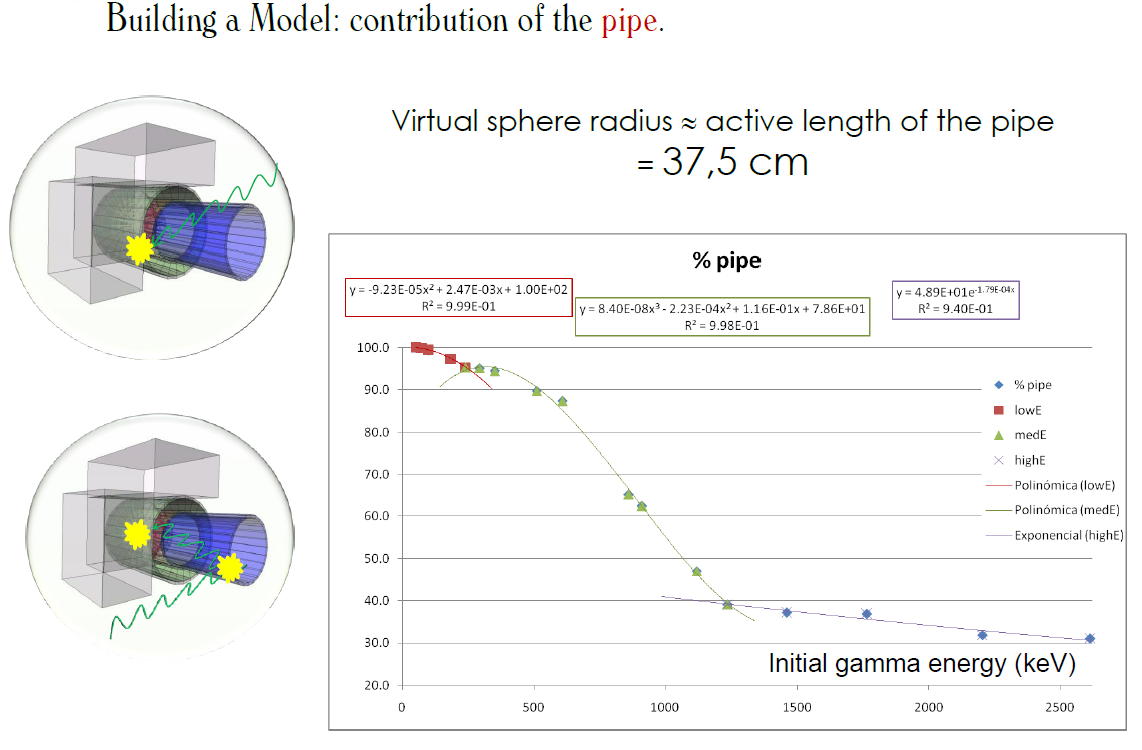 Building a Model: contribution of the pipe.
Virtual sphere radius ≈ active length of the pipe
= 37,5 cm
% pipe
y = -9.23E-05x² + 2.47E-03x + 1.00E+02
R² = 9.99E-01
y = 8.40E-08x³ - 2.23E-04x² + 1.16E-01x + 7.86E+01
R² = 9.98E-01
y = 4.89E+01e^-1.79E-04x
R² = 9.40E-01
100.0
90.0
80.0
70.0
60.0
50.0
40.0
30.0
20.0
% pipe
lowE
medE
highE
Polinómica (lowE)
Polinómica (medE)
Exponencial (highE)
Initial gamma energy (keV)
0
500
1000
1500
2000
2500